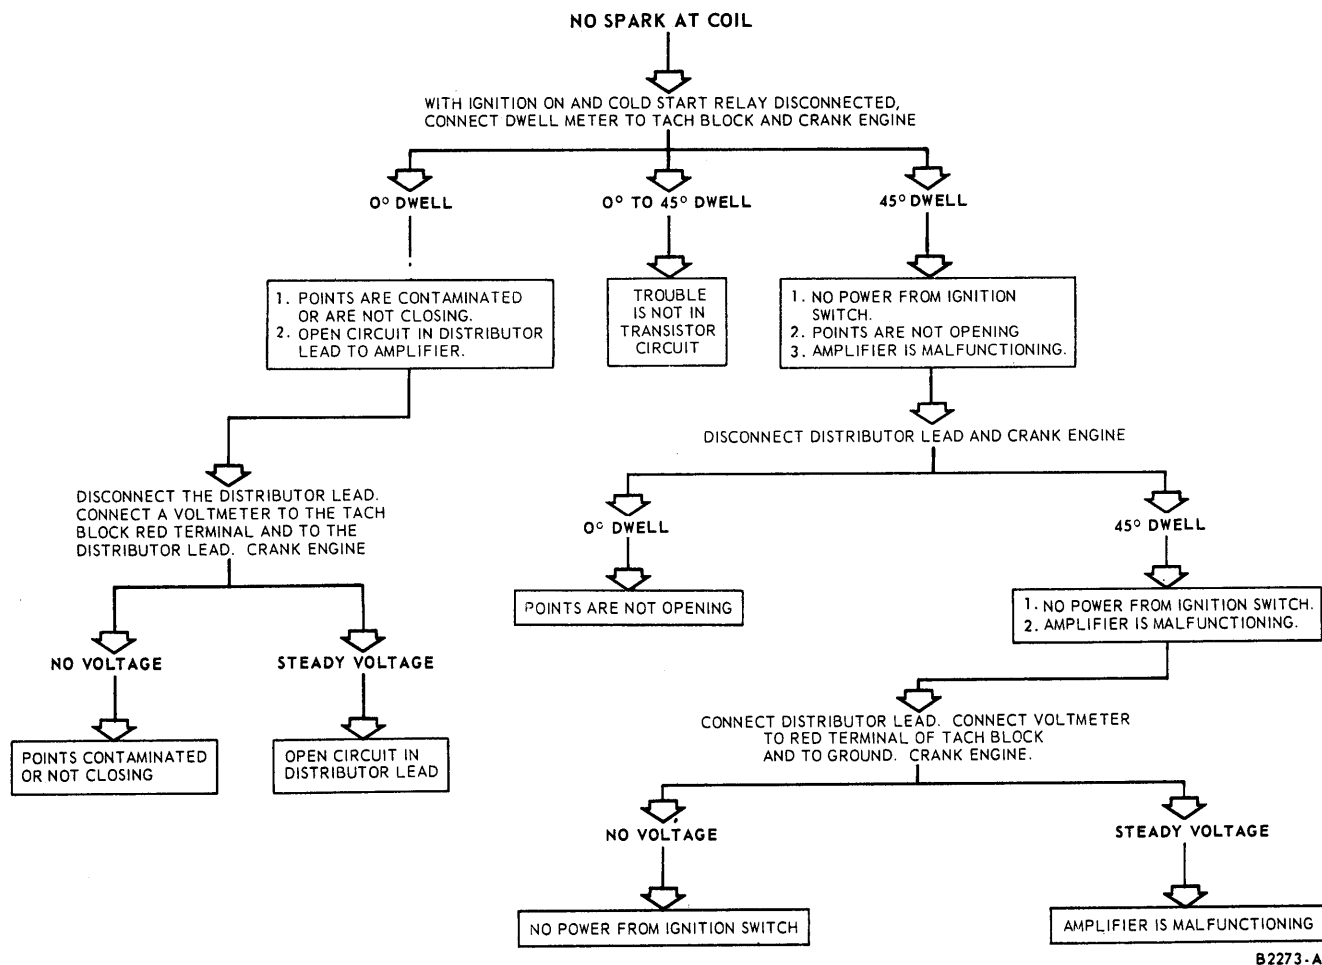 NO SPARK AT COIL
WITH IGNITION ON AND COLD START RELAY DISCONNECTED,
CONNECT DWELL METER TO TACH BLOCK AND CRANK ENGINE
0° DWELL
0° TO 45° DWELL
45° DWELL
1. POINTS ARE CONTAMINATED
OR ARE NOT CLOSING.
2. OPEN CIRCUIT IN DISTRIBUTOR
LEAD TO AMPLIFIER.
TROUBLE
IS NOT IN
TRANSISTOR
CIRCUIT
1. NO POWER FROM IGNITION
SWITCH.
2. POINTS ARE NOT OPENING
3. AMPLIFIER IS MALFUNCTIONING.
DISCONNECT DISTRIBUTOR LEAD AND CRANK ENGINE
DISCONNECT THE DISTRIBUTOR LEAD.
CONNECT A VOLTMETER TO THE TACH
BLOCK RED TERMINAL AND TO THE
DISTRIBUTOR LEAD. CRANK ENGINE
0° DWELL
45° DWELL
POINTS ARE NOT OPENING
1. NO POWER FROM IGNITION SWITCH.
2. AMPLIFIER IS MALFUNCTIONING.
NO VOLTAGE
STEADY VOLTAGE
POINTS CONTAMINATED
OR NOT CLOSING
OPEN CIRCUIT IN
DISTRIBUTOR LEAD
CONNECT DISTRIBUTOR LEAD. CONNECT VOLTMETER
TO RED TERMINAL OF TACH BLOCK
AND TO GROUND. CRANK ENGINE.
NO VOLTAGE
STEADY VOLTAGE
NO POWER FROM IGNITION SWITCH
AMPLIFIER IS MALFUNCTIONING
B2273-A